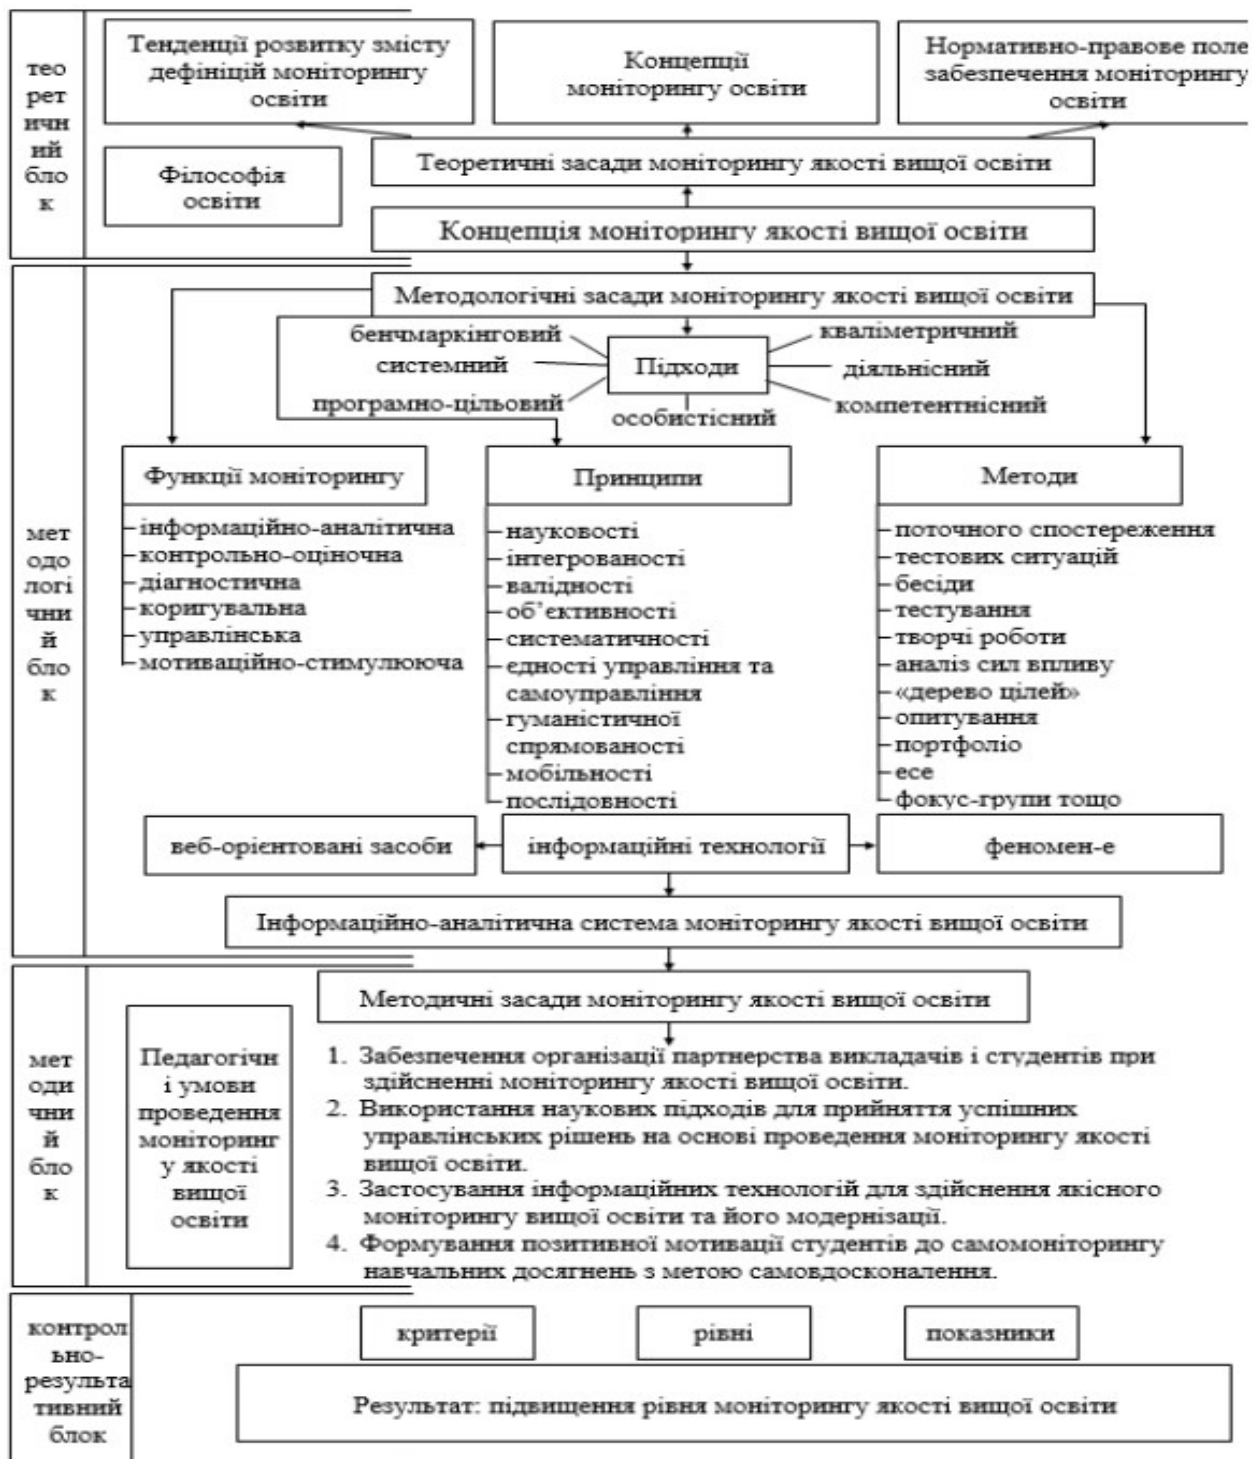 тео
рет
ичн
ий
бло
к
Тенденції розвитку змісту
дефініцій моніторингу
освіти
Концепції
моніторингу освіти
Нормативно-правове поле
забезпечення моніторингу
освіти
Філософія
освіти
Теоретичні засади моніторингу якості вищої освіти
Концепція моніторингу якості вищої освіти
мет
одо
логі
чни
й
бло
к
Методологічні засади моніторингу якості вищої освіти
бенчмаркінговий
системний
програмно-цільовий
Підходи
особистісний
кваліметричний
діяльнісний
компетентнісний
Функції моніторингу
інформаційно-аналітична
контрольно-оціночна
діагностична
коригувальна
управлінська
мотиваційно-стимулююча
Принципи
науковості
інтегрованості
валідності
об’єктивності
систематичності
єдності управління та
самоуправління
гуманістичної
спрямованості
мобільності
послідовності
Методи
поточного спостереження
тестових ситуацій
бесіди
тестування
творчі роботи
аналіз сил впливу
«дерево цілей»
опитування
портфоліо
есе
фокус-групи тощо
веб-орієнтовані засоби
інформаційні технології
феномен-е
Інформаційно-аналітична система моніторингу якості вищої освіти
мет
оди
чни
й
бло
к
Педагогічн
і умови
проведення
моніторинг
у якості
вищої
освіти
Методичні засади моніторингу якості вищої освіти
1. Забезпечення організації партнерства викладачів і студентів при
здійсненні моніторингу якості вищої освіти.
2. Використання наукових підходів для прийняття успішних
управлінських рішень на основі проведення моніторингу якості
вищої освіти.
3. Застосування інформаційних технологій для здійснення якісного
моніторингу вищої освіти та його модернізації.
4. Формування позитивної мотивації студентів до самомоніторингу
навчальних досягнень з метою самовдосконалення.
контрол
ьно-
результа
тивний
блок
критерії
рівні
показники
Результат: підвищення рівня моніторингу якості вищої освіти